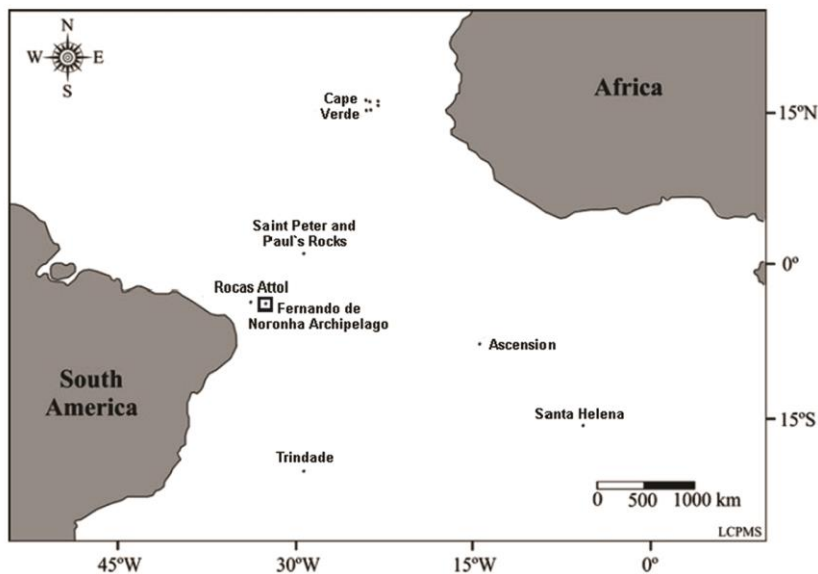 N
W E
S
Africa
Cape
Verde
15ºN
Saint Peter and
Paul`s Rocks
0º
Rocas Attol
Fernando de
Noronha Archipelago
Ascension
South
America
Santa Helena
15ºS
Trindade
0 500 1000 km
LCPMS
45ºW 30ºW 15ºW 0º